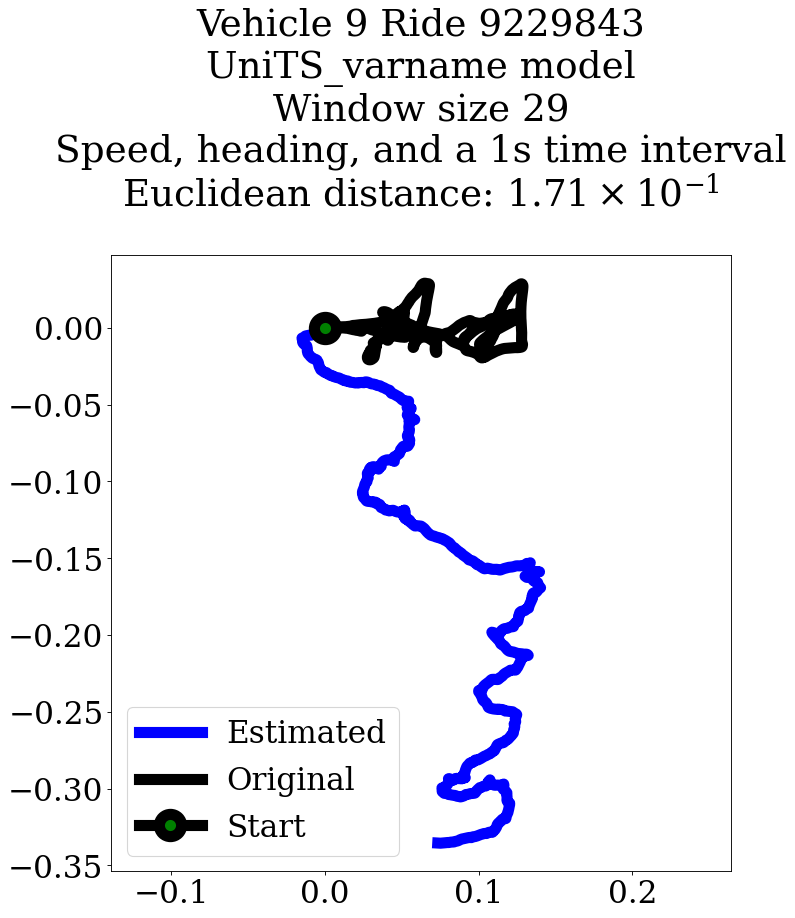 Vehicle 9 Ride 9229843
UniTS_varname model
Window size 29
Speed, heading, and a 1s time interval
Euclidean distance: 1.71 × 10⁻¹
0.00
−0.05
−0.10
−0.15
−0.20
−0.25
−0.30
−0.35
Estimated
Original
Start
−0.1 0.0 0.1 0.2